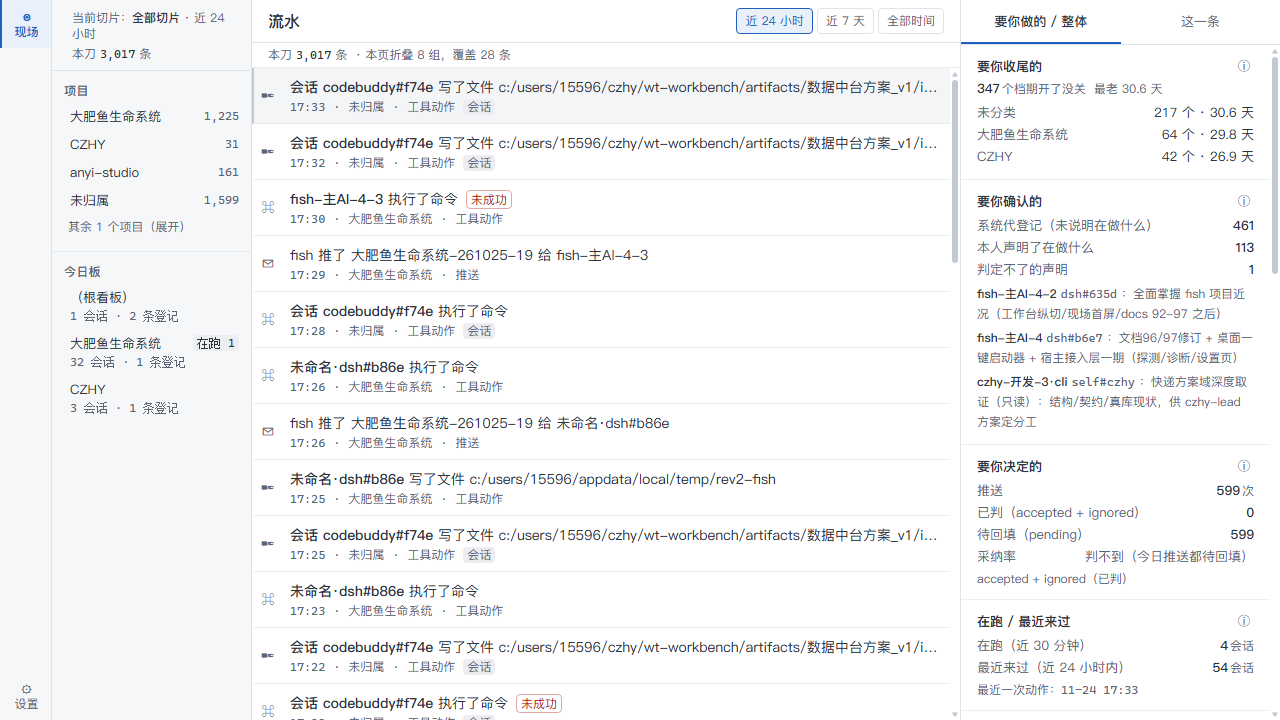 现场
设置
当前切片: 全部切片 · 近 24 小时
本刀 3,017 条
项目
大肥鱼生命系统 1,225
CZHY 31
anyi-studio 161
未归属 1,599
其余 1 个项目（展开）
今日板
（根看板）
1 会话 · 2 条登记
大肥鱼生命系统 在跑 1
32 会话 · 1 条登记
CZHY
3 会话 · 1 条登记
流水 近 24 小时 近 7 天 全部时间
本刀 3,017 条 · 本页折叠 8 组，覆盖 28 条
会话 codebuddy#f74e 写了文件 c:/users/15596/czhy/wt-workbench/artifacts/数据中台方案_v1/i...
17:33 · 未归属 · 工具动作 会话
会话 codebuddy#f74e 写了文件 c:/users/15596/czhy/wt-workbench/artifacts/数据中台方案_v1/i...
17:32 · 未归属 · 工具动作 会话
fish-主AI-4-3 执行了命令 未成功
17:30 · 大肥鱼生命系统 · 工具动作
fish 推了 大肥鱼生命系统-261025-19 给 fish-主AI-4-3
17:29 · 大肥鱼生命系统 · 推送
会话 codebuddy#f74e 执行了命令
17:28 · 大肥鱼生命系统 · 工具动作 会话
未命名·dsh#b86e 执行了命令
17:26 · 大肥鱼生命系统 · 工具动作
fish 推了 大肥鱼生命系统-261025-19 给 未命名·dsh#b86e
17:26 · 大肥鱼生命系统 · 推送
未命名·dsh#b86e 写了文件 c:/users/15596/appdata/local/temp/rev2-fish
17:25 · 大肥鱼生命系统 · 工具动作
会话 codebuddy#f74e 写了文件 c:/users/15596/czhy/wt-workbench/artifacts/数据中台方案_v1/i...
17:25 · 未归属 · 工具动作 会话
未命名·dsh#b86e 执行了命令
17:23 · 大肥鱼生命系统 · 工具动作
会话 codebuddy#f74e 写了文件 c:/users/15596/czhy/wt-workbench/artifacts/数据中台方案_v1/i...
17:22 · 未归属 · 工具动作 会话
会话 codebuddy#f74e 执行了命令 未成功
要你做的 / 整体 这一条
要你收尾的
347 个档期开了没关 最老 30.6 天
未分类 217 个 · 30.6 天
大肥鱼生命系统 64 个 · 29.8 天
CZHY 42 个 · 26.9 天
要你确认的
系统代登记（未说明在做什么） 461
本人声明了在做什么 113
判定不了的声明 1
fish-主AI-4-2 dsh#635d： 全面掌握 fish 项目近
况（工作台纵切/现场首屏/docs 92-97 之后）
fish-主AI-4 dsh#b6e7： 文档96/97修订 + 桌面一
键启动器 + 宿主接入层一期（探测/诊断/设置页）
czhy-开发-3·cli self#czhy： 快递方案域深度取
证（只读）：结构/契约/真库现状，供 czhy-lead
方案定分工
要你决定的
推送 599 次
已判（accepted + ignored） 0
待回填（pending） 599
采纳率 判不到（今日推送都待回填）
accepted + ignored（已判）
在跑 / 最近来过
在跑（近 30 分钟） 4 会话
最近来过（近 24 小时内） 54 会话
最近一次动作：11-24 17:33